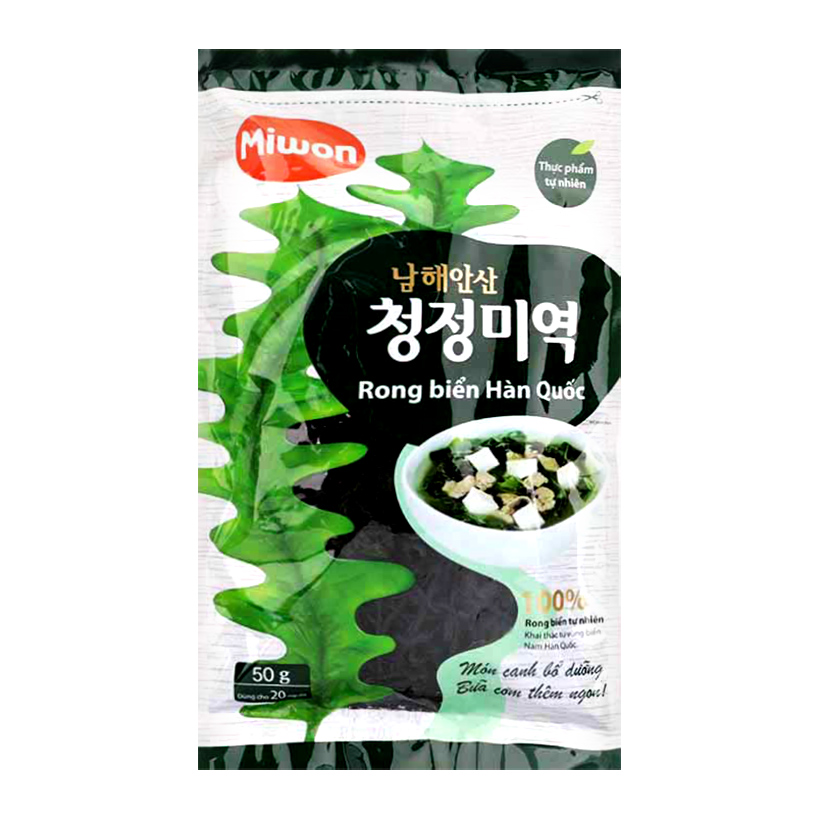 Miwon
Thực phẩm
tự nhiên
남해안산
청정미역
Rong biển Hàn Quốc
100%
Rong biển tự nhiên
Khai thác từ vùng biển
Nam Hàn Quốc
50 g
Dùng cho 20
Món canh bổ dưỡng
Bữa cơm thêm ngon!